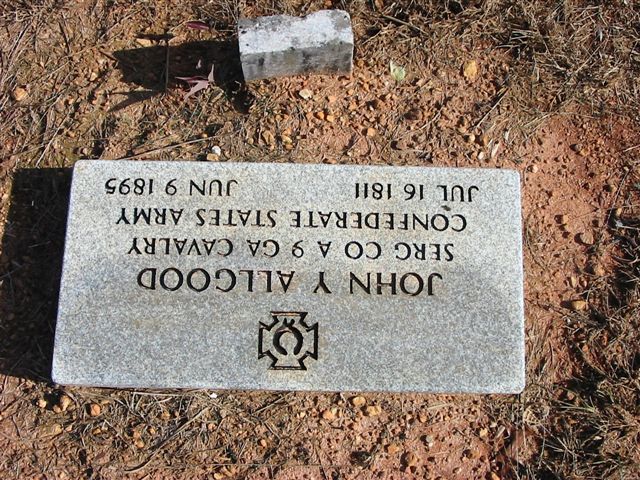 JOHN Y ALLGOOD
SERG CO A 9 GA CAVALRY
CONFEDERATE STATES ARMY
JUL 16 1811 JUN 9 1895